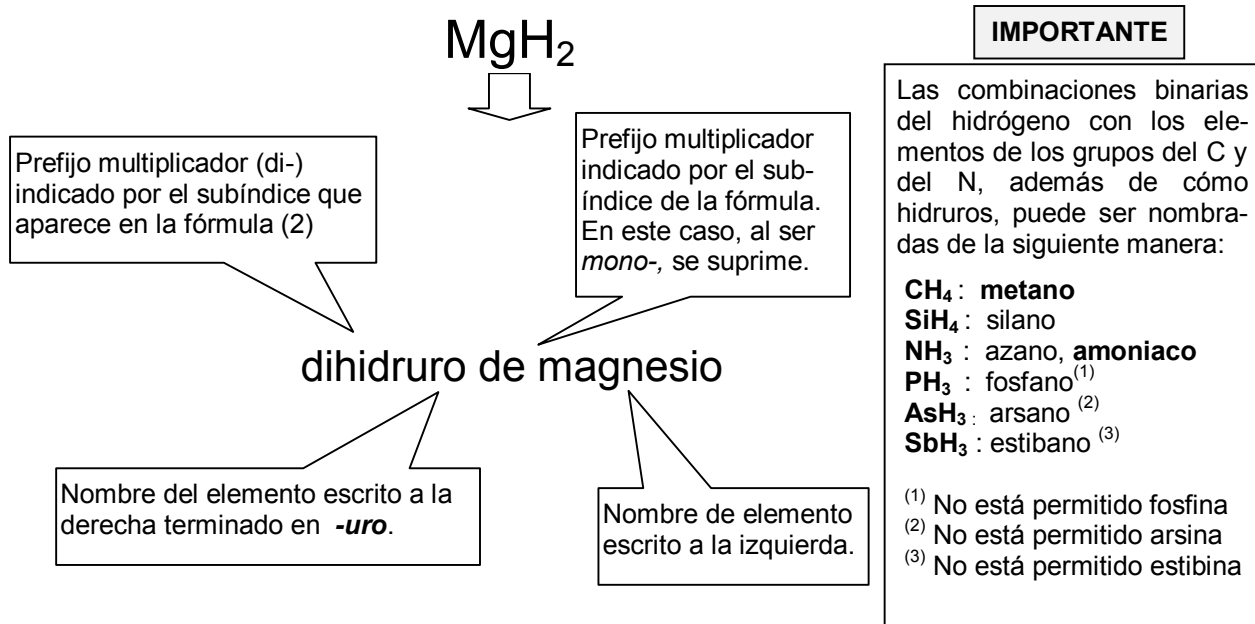 MgH₂
Prefijo multiplicador (di-)
indicado por el subíndice que
aparece en la fórmula (2)
Prefijo multiplicador
indicado por el sub-
índice de la fórmula.
En este caso, al ser
mono-, se suprime.
dihidruro de magnesio
Nombre del elemento escrito a la
derecha terminado en -uro.
Nombre de elemento
escrito a la izquierda.
IMPORTANTE
Las combinaciones binarias
del hidrógeno con los ele-
mentos de los grupos del C y
del N, además de cómo
hidruros, puede ser nombra-
das de la siguiente manera:
CH₄ : metano
SiH₄ : silano
NH₃ : azano, amoniaco
PH₃ : fosfano⁽¹⁾
AsH₃ : arsano ⁽²⁾
SbH₃ : estibano ⁽³⁾
⁽¹⁾ No está permitido fosfina
⁽²⁾ No está permitido arsina
⁽³⁾ No está permitido estibina